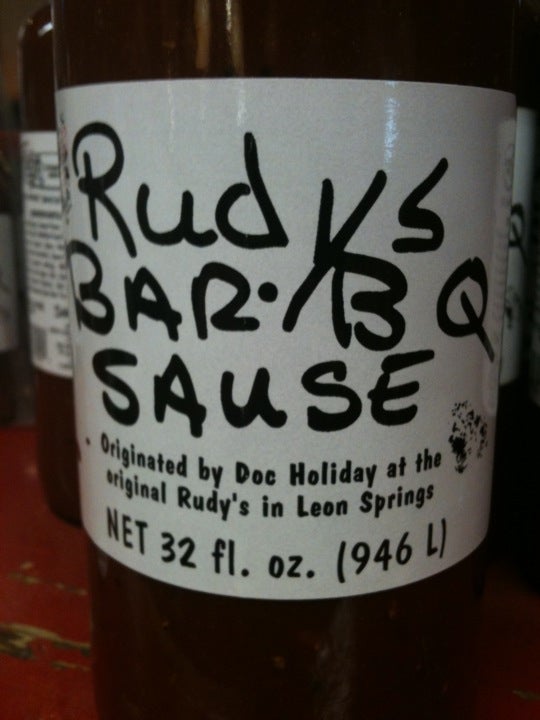 Rudys
BAR·B Q
SAUSE
Originated by Doc Holiday at the
original Rudy's in Leon Springs
NET 32 fl. oz. (946 L)